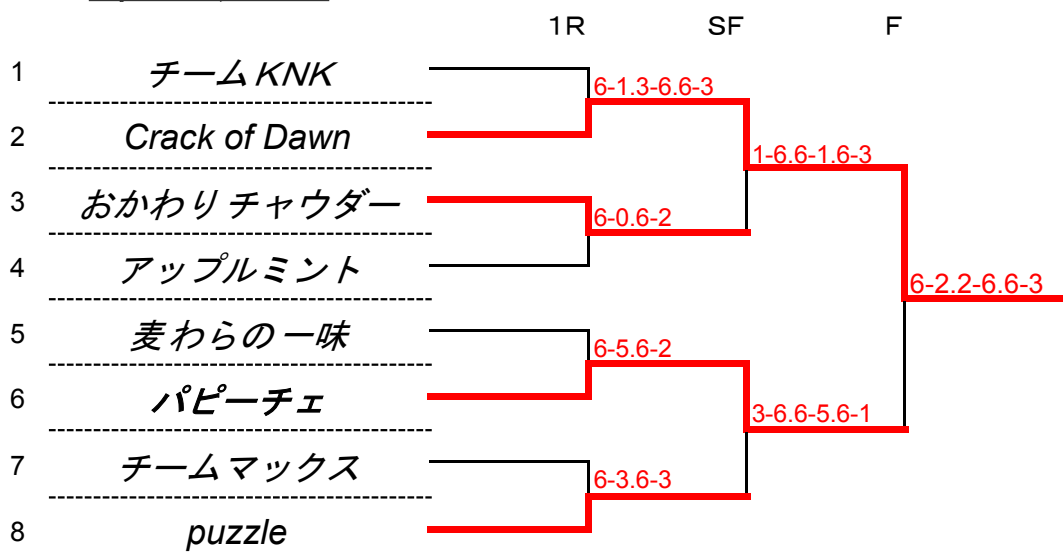 1R SF F
1 チームKNK
6-1.3-6.6-3
2 Crack of Dawn
1-6.6-1.6-3
3 おかわりチャウダー
6-0.6-2
4 アップルミント
6-2.2-6.6-3
5 麦わらの一味
6-5.6-2
6 パピーチェ
3-6.6-5.6-1
7 チームマックス
6-3.6-3
8 puzzle